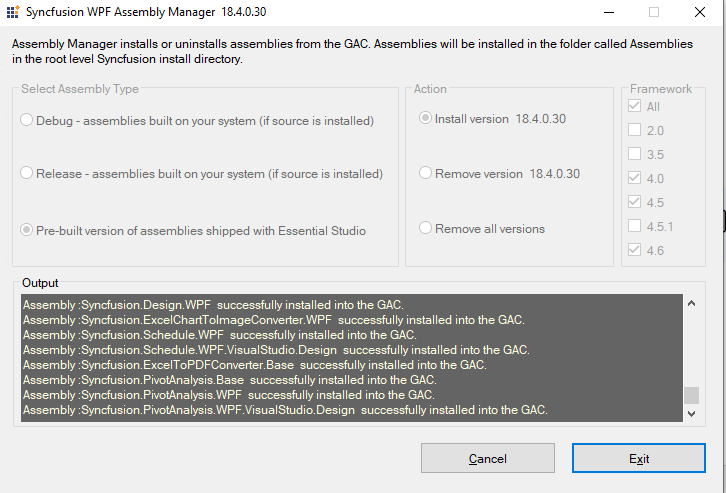 Syncfusion WPF Assembly Manager 18.4.0.30
Assembly Manager installs or uninstalls assemblies from the GAC. Assemblies will be installed in the folder called Assemblies
in the root level Syncfusion install directory.
Select Assembly Type
Debug - assemblies built on your system (if source is installed)
Release - assemblies built on your system (if source is installed)
Pre-built version of assemblies shipped with Essential Studio
Action
Install version 18.4.0.30
Remove version 18.4.0.30
Remove all versions
Framework
All
2.0
3.5
4.0
4.5
4.5.1
4.6
Output
Assembly :Syncfusion.Design.WPF successfully installed into the GAC.
Assembly :Syncfusion.ExcelChartToImageConverter.WPF successfully installed into the GAC.
Assembly :Syncfusion.Schedule.WPF successfully installed into the GAC.
Assembly :Syncfusion.Schedule.WPF.VisualStudio.Design successfully installed into the GAC.
Assembly :Syncfusion.ExcelToPDFConverter.Base successfully installed into the GAC.
Assembly :Syncfusion.PivotAnalysis.Base successfully installed into the GAC.
Assembly :Syncfusion.PivotAnalysis.WPF successfully installed into the GAC.
Assembly :Syncfusion.PivotAnalysis.WPF.VisualStudio.Design successfully installed into the GAC.
Cancel
Exit